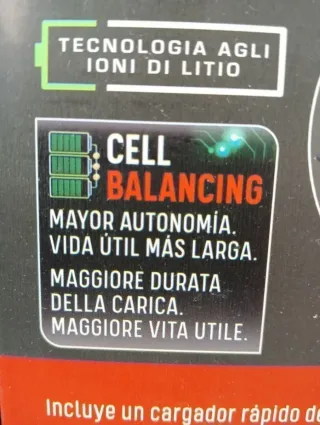 TECNOLOGIA AGLI
IONI DI LITIO
CELL
BALANCING
MAYOR AUTONOMÍA.
VIDA ÚTIL MÁS LARGA.
MAGGIORE DURATA
DELLA CARICA.
MAGGIORE VITA UTILE.
Incluye un cargador rápido de